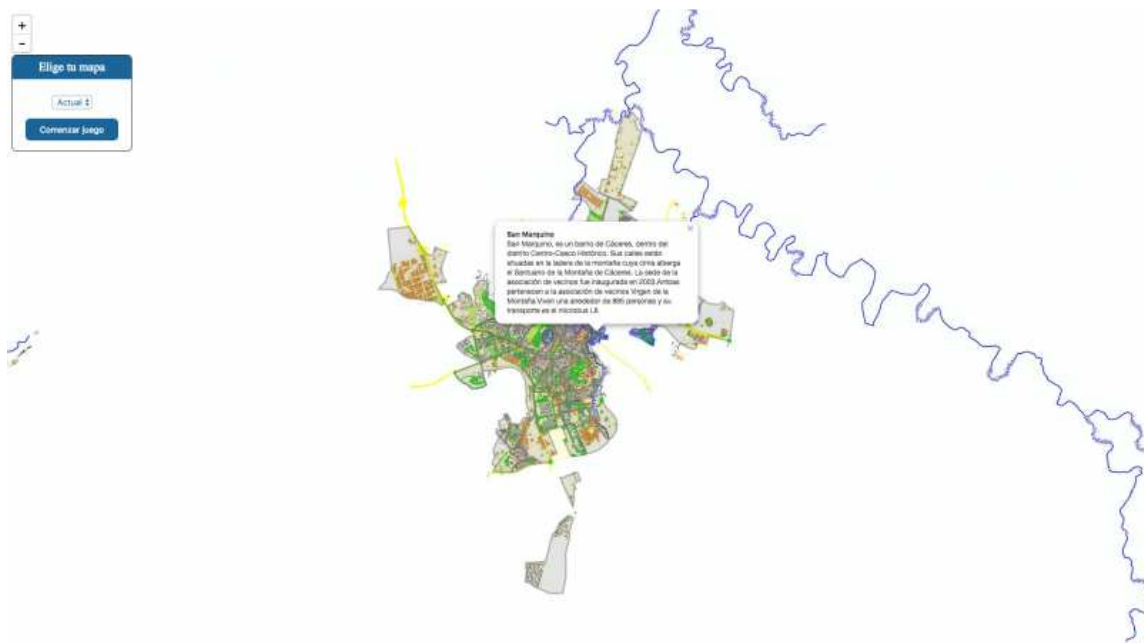 +
−
Elige tu mapa
Actual
Comenzar juego
San Marquino
San Marquino, es un barrio de Cáceres, dentro del
distrito Centro-Casco Histórico. Sus calles están
situadas en la ladera de la montaña cuya cima alberga
el Santuario de la Montaña de Cáceres. La sede de la
asociación de vecinos fue inaugurada en 2003.Ambas
pertenecen a la asociación de vecinos Virgen de la
Montaña Viven una alrededor de personas y su
transporte es el microbus